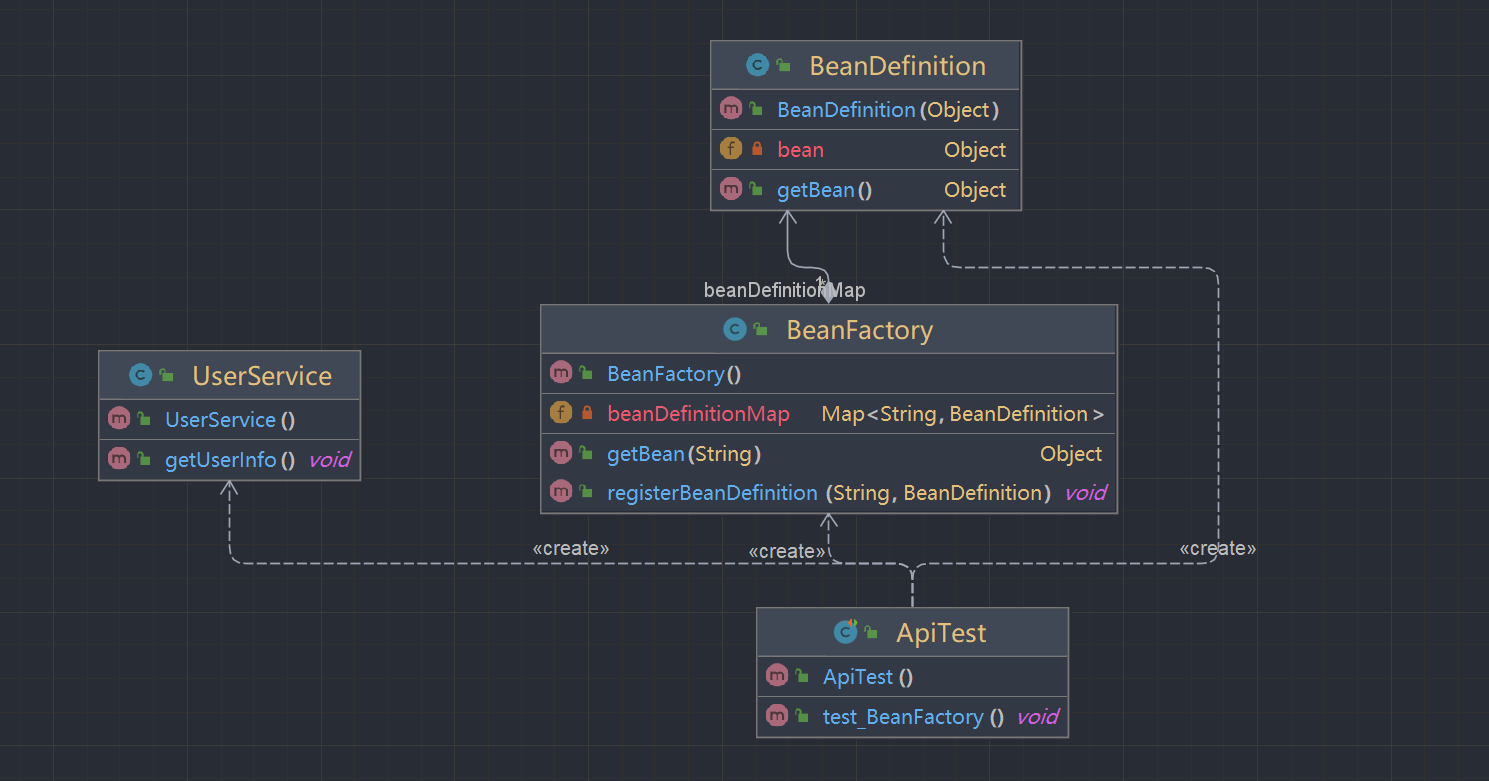 BeanDefinition
BeanDefinition(Object)
bean Object
getBean() Object
1
beanDefinitionMap
BeanFactory
BeanFactory()
beanDefinitionMap Map<String, BeanDefinition>
getBean(String) Object
registerBeanDefinition (String, BeanDefinition) void
UserService
UserService ()
getUserInfo () void
«create»
«create»
«create»
ApiTest
ApiTest ()
test_BeanFactory () void